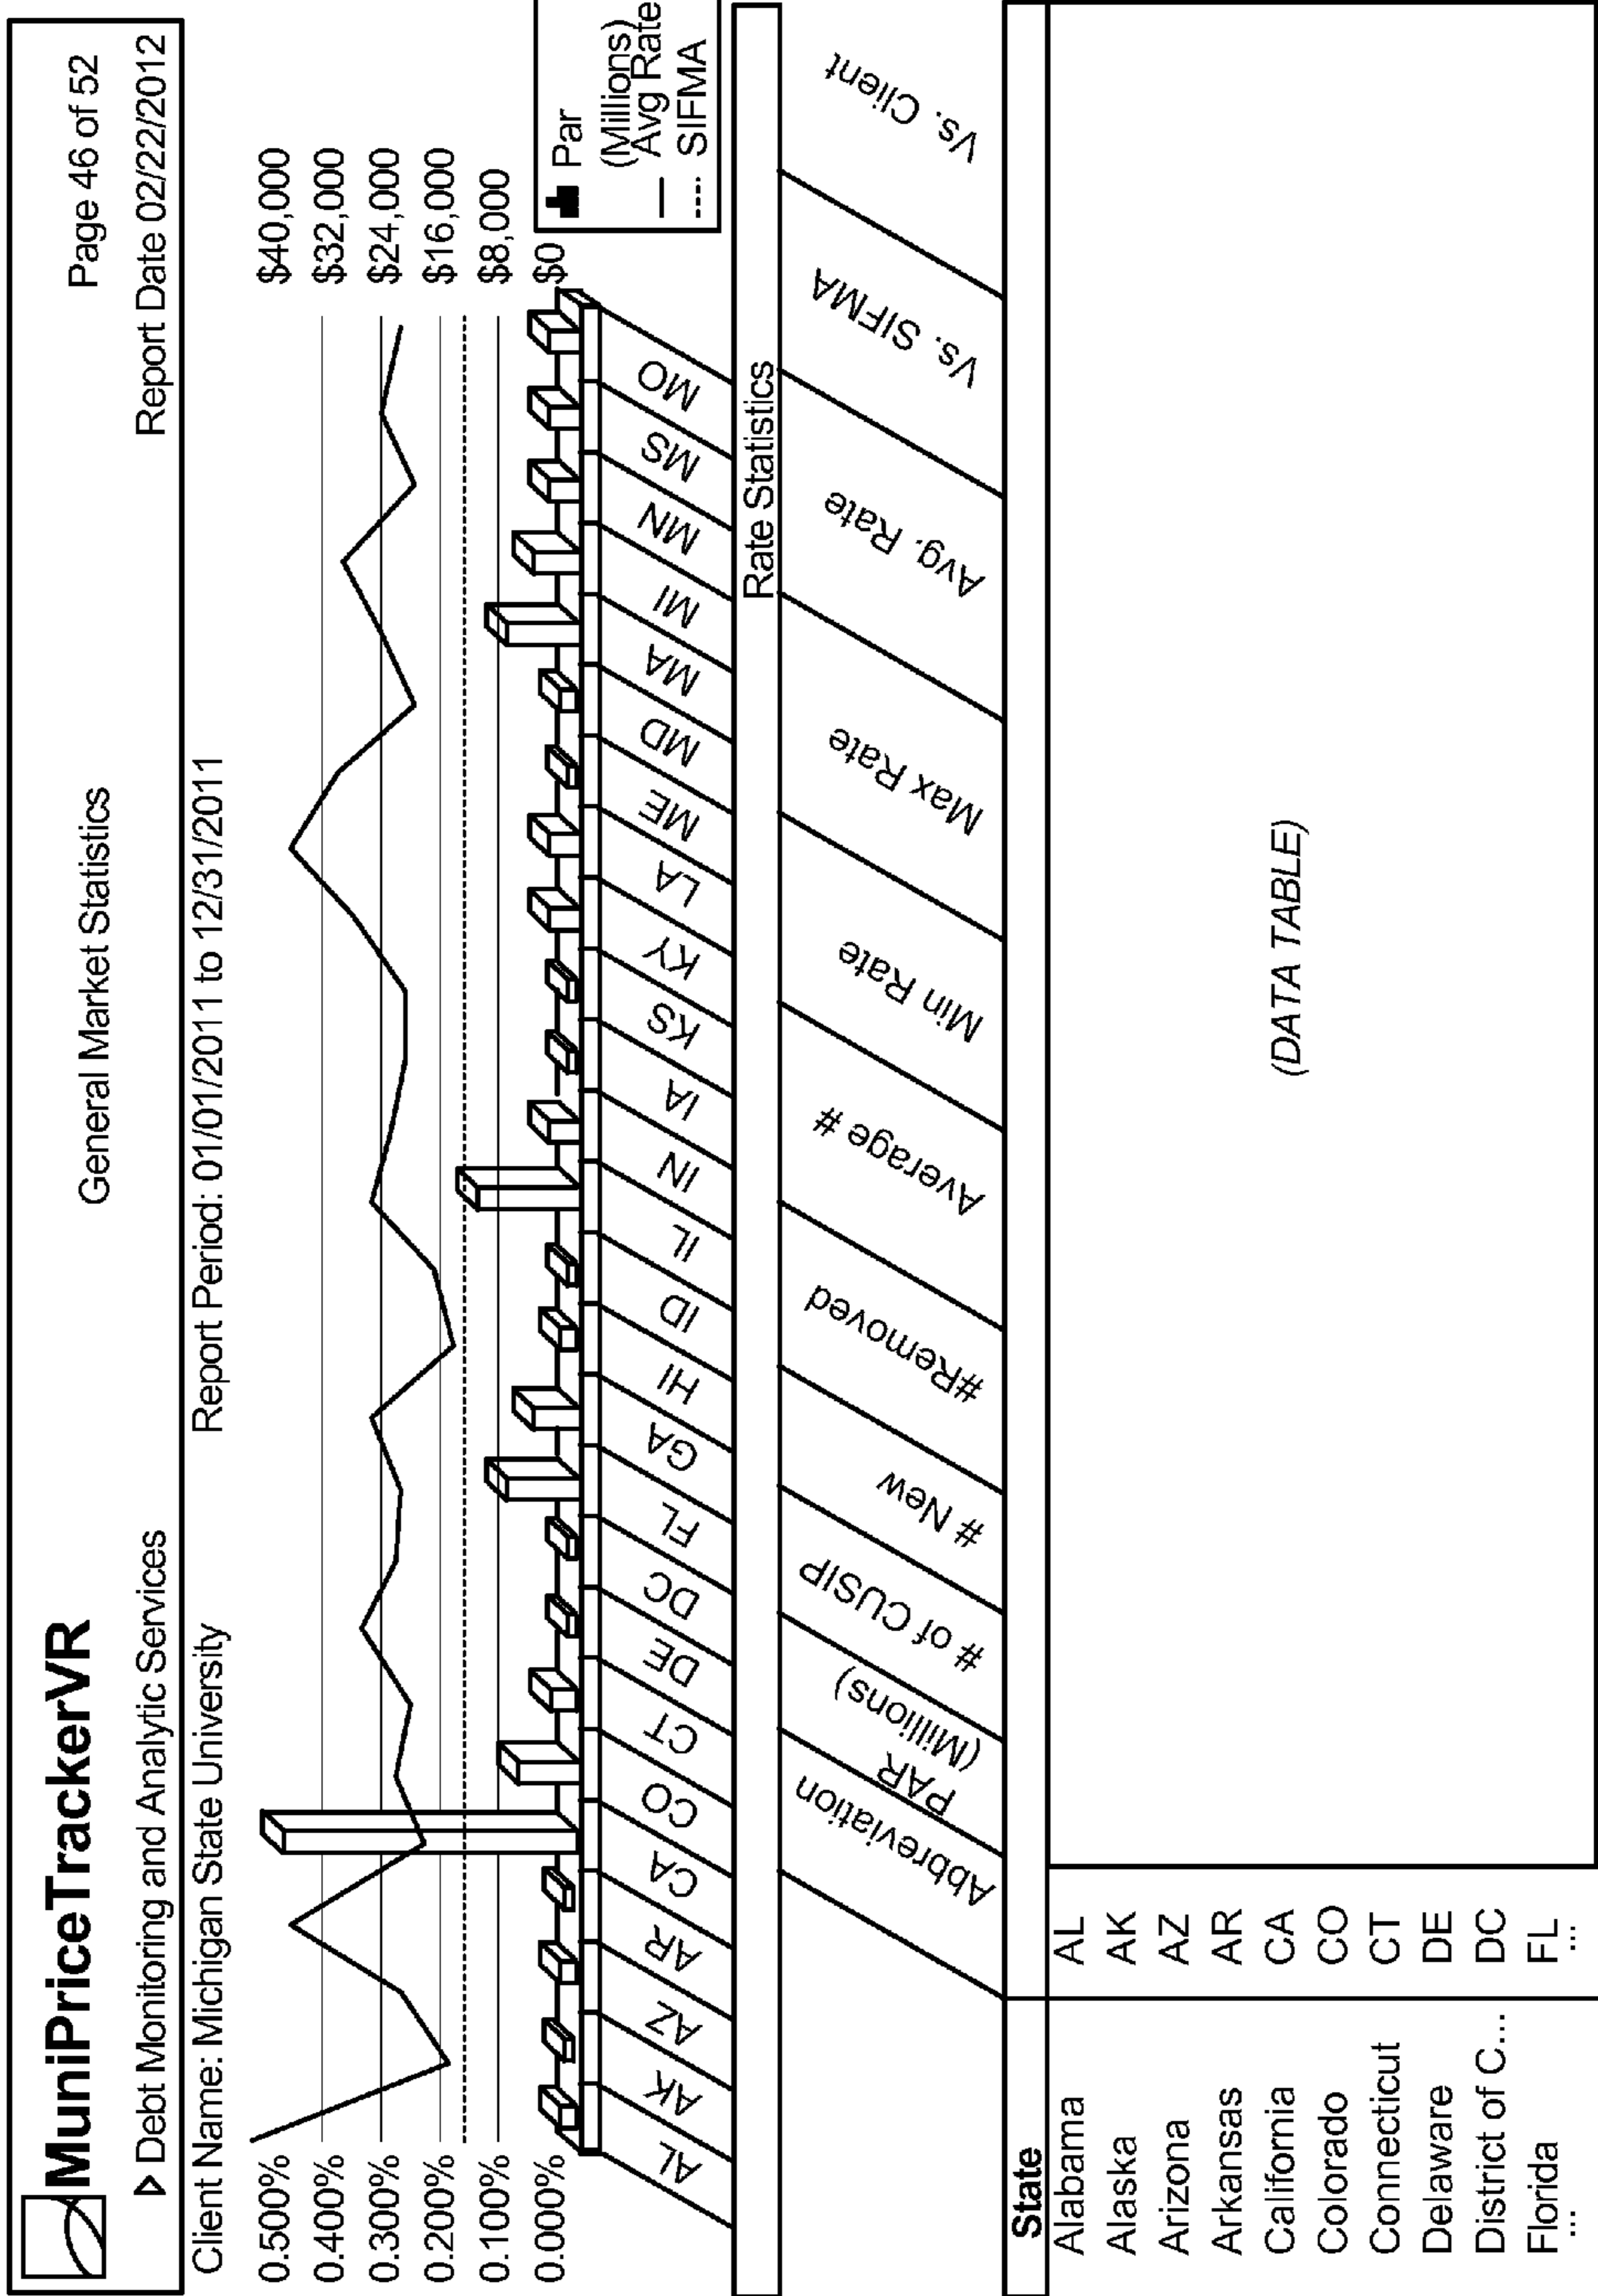 MuniPriceTrackerVR
General Market Statistics
Page 46 of 52
Debt Monitoring and Analytic Services
Report Date 02/22/2012
Client Name: Michigan State University
Report Period: 01/01/2011 to 12/31/2011
0.500%
0.400%
0.300%
0.200%
0.100%
0.000%
$40,000
$32,000
$24,000
$16,000
$8,000
$0
Par
(Millions)
Avg Rate
SIFMA
AL
AK
AZ
AR
CA
CO
CT
DE
DC
FL
GA
HI
ID
IL
IN
IA
KS
KY
LA
ME
MD
MA
MI
MN
MS
MO
Rate Statistics
Abbreviation
PAR
(Millions)
# of CUSIP
# New
#Removed
Average #
Min Rate
Max Rate
Avg. Rate
Vs. SIFMA
Vs. Client
State
Alabama AL
Alaska AK
Arizona AZ
Arkansas AR
California CA
Colorado CO
Connecticut CT
Delaware DE
District of C... DC
Florida FL
... ...
(DATA TABLE)